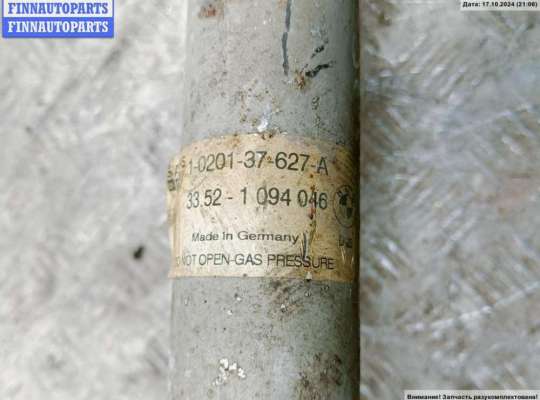 FINNAUTOPARTS
FINNAUTOPARTS
Дата: 17.10.2024 (21:06)
1-0201-37-627-A
33.52-1 094 046
Made In Germany
NOT OPEN-GAS PRESSURE
Внимание! Запчасть разукомплектована!